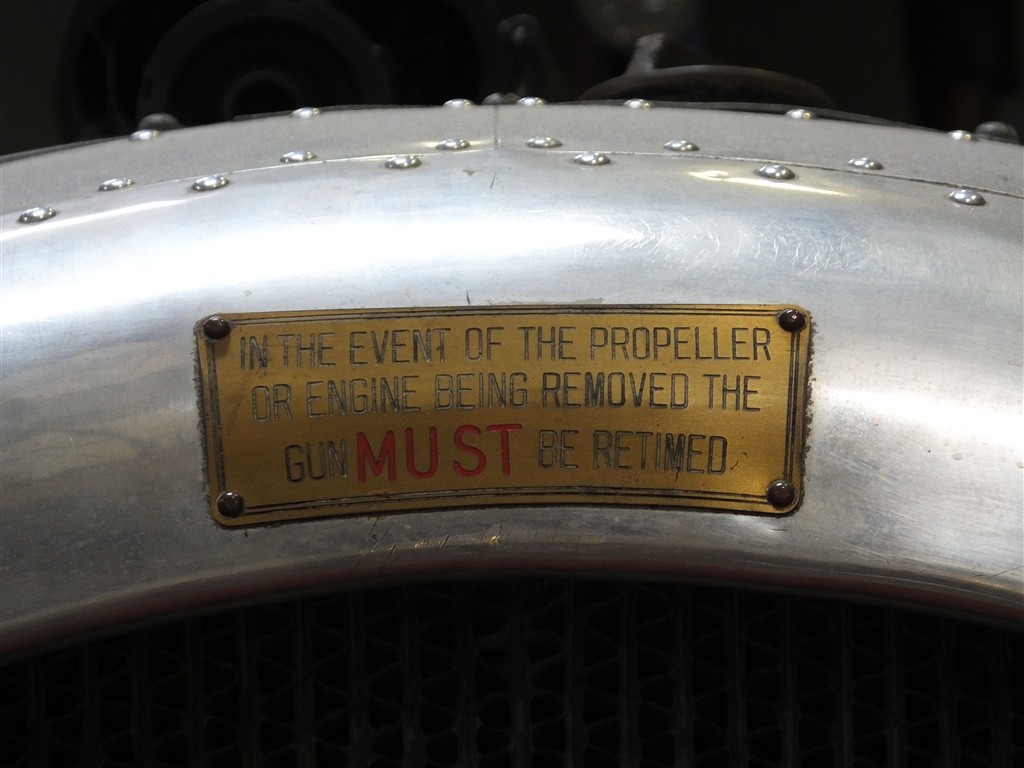 IN THE EVENT OF THE PROPELLER
OR ENGINE BEING REMOVED THE
GUN MUST BE RETIMED